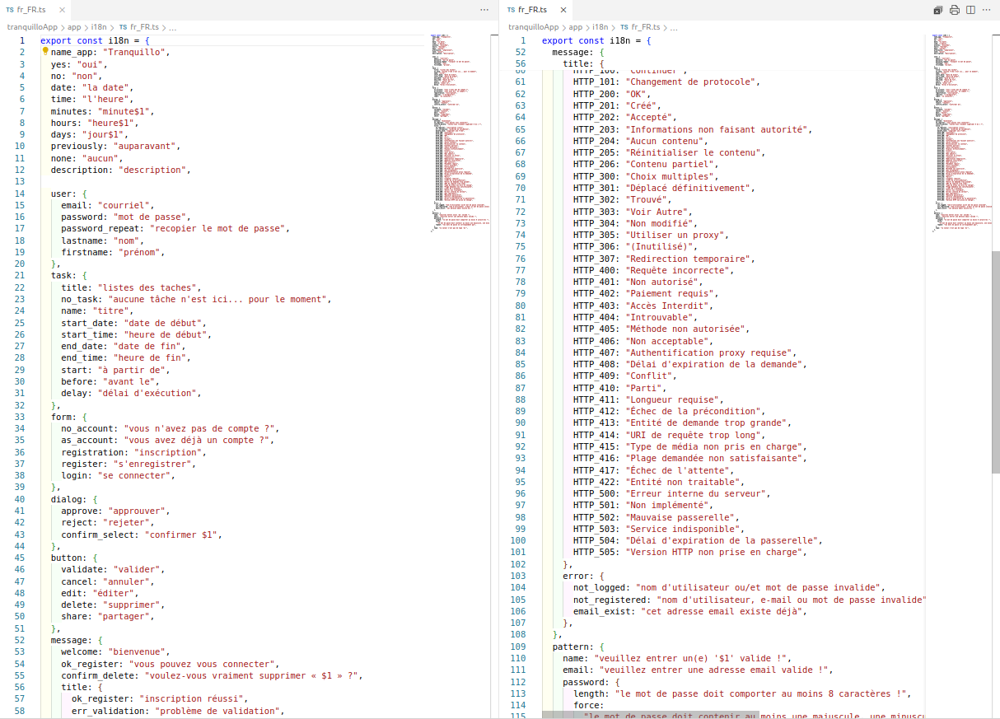 TS fr_FR.ts ×
tranquilloApp > app > i18n > TS fr_FR.ts > ...
1 export const i18n = {
2 name_app: "Tranquillo",
3 yes: "oui",
4 no: "non",
5 date: "la date",
6 time: "l'heure",
7 minutes: "minute$1",
8 hours: "heure$1",
9 days: "jour$1",
10 previously: "auparavant",
11 none: "aucun",
12 description: "description",
13
14 user: {
15 email: "courriel",
16 password: "mot de passe",
17 password_repeat: "recopier le mot de passe",
18 lastname: "nom",
19 firstname: "prénom",
20 },
21 task: {
22 title: "listes des taches",
23 no_task: "aucune tâche n'est ici... pour le moment",
24 name: "titre",
25 start_date: "date de début",
26 start_time: "heure de début",
27 end_date: "date de fin",
28 end_time: "heure de fin",
29 start: "à partir de",
30 before: "avant le",
31 delay: "délai d'exécution",
32 },
33 form: {
34 no_account: "vous n'avez pas de compte ?",
35 as_account: "vous avez déjà un compte ?",
36 registration: "inscription",
37 register: "s'enregistrer",
38 login: "se connecter",
39 },
40 dialog: {
41 approve: "approuver",
42 reject: "rejeter",
43 confirm_select: "confirmer $1",
44 },
45 button: {
46 validate: "valider",
47 cancel: "annuler",
48 edit: "éditer",
49 delete: "supprimer",
50 share: "partager",
51 },
52 message: {
53 welcome: "bienvenue",
54 ok_register: "vous pouvez vous connecter",
55 confirm_delete: "voulez-vous vraiment supprimer « $1 » ?",
56 title: {
57 ok_register: "inscription réussi",
58 err_validation: "problème de validation",
TS fr_FR.ts ×
tranquilloApp > app > i18n > TS fr_FR.ts > ...
1 export const i18n = {
52 message: {
56 title: {
60 HTTP_100: "Continuer",
61 HTTP_101: "Changement de protocole",
62 HTTP_200: "OK",
63 HTTP_201: "Créé",
64 HTTP_202: "Accepté",
65 HTTP_203: "Informations non faisant autorité",
66 HTTP_204: "Aucun contenu",
67 HTTP_205: "Réinitialiser le contenu",
68 HTTP_206: "Contenu partiel",
69 HTTP_300: "Choix multiples",
70 HTTP_301: "Déplacé définitivement",
71 HTTP_302: "Trouvé",
72 HTTP_303: "Voir Autre",
73 HTTP_304: "Non modifié",
74 HTTP_305: "Utiliser un proxy",
75 HTTP_306: "(Inutilisé)",
76 HTTP_307: "Redirection temporaire",
77 HTTP_400: "Requête incorrecte",
78 HTTP_401: "Non autorisé",
79 HTTP_402: "Paiement requis",
80 HTTP_403: "Accès Interdit",
81 HTTP_404: "Introuvable",
82 HTTP_405: "Méthode non autorisée",
83 HTTP_406: "Non acceptable",
84 HTTP_407: "Authentification proxy requise",
85 HTTP_408: "Délai d'expiration de la demande",
86 HTTP_409: "Conflit",
87 HTTP_410: "Parti",
88 HTTP_411: "Longueur requise",
89 HTTP_412: "Échec de la précondition",
90 HTTP_413: "Entité de demande trop grande",
91 HTTP_414: "URI de requête trop long",
92 HTTP_415: "Type de média non pris en charge",
93 HTTP_416: "Plage demandée non satisfaisante",
94 HTTP_417: "Échec de l'attente",
95 HTTP_422: "Entité non traitable",
96 HTTP_500: "Erreur interne du serveur",
97 HTTP_501: "Non implémenté",
98 HTTP_502: "Mauvaise passerelle",
99 HTTP_503: "Service indisponible",
100 HTTP_504: "Délai d'expiration de la passerelle",
101 HTTP_505: "Version HTTP non prise en charge",
102 },
103 error: {
104 not_logged: "nom d'utilisateur ou/et mot de passe invalide",
105 not_registered: "nom d'utilisateur, e-mail ou mot de passe invalide"
106 email_exist: "cet adresse email existe déjà",
107 },
108 },
109 pattern: {
110 name: "veuillez entrer un(e) '$1' valide !",
111 email: "veuillez entrer une adresse email valide !",
112 password: {
113 length: "le mot de passe doit comporter au moins 8 caractères !",
114 force:
115 "le mot de passe doit contenir au moins une majuscule, une minusc